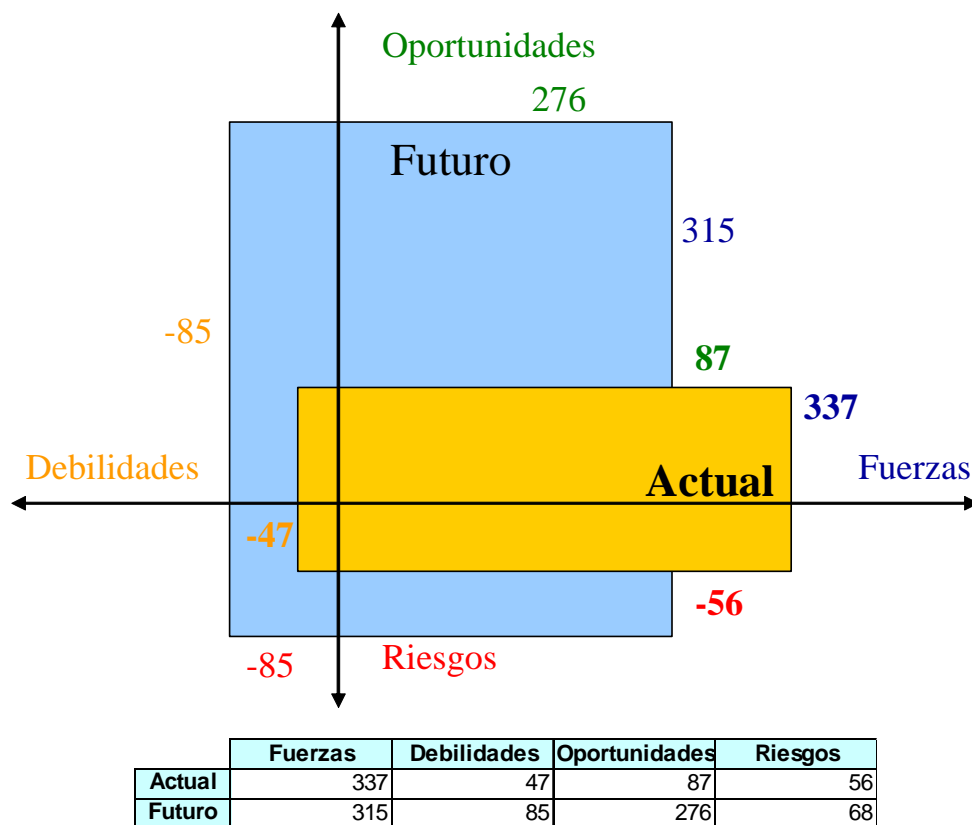 Oportunidades
276
Futuro
315
-85
87
337
Debilidades
Actual
Fuerzas
-47
-56
-85
Riesgos
Fuerzas Debilidades Oportunidades Riesgos
Actual 337 47 87 56
Futuro 315 85 276 68